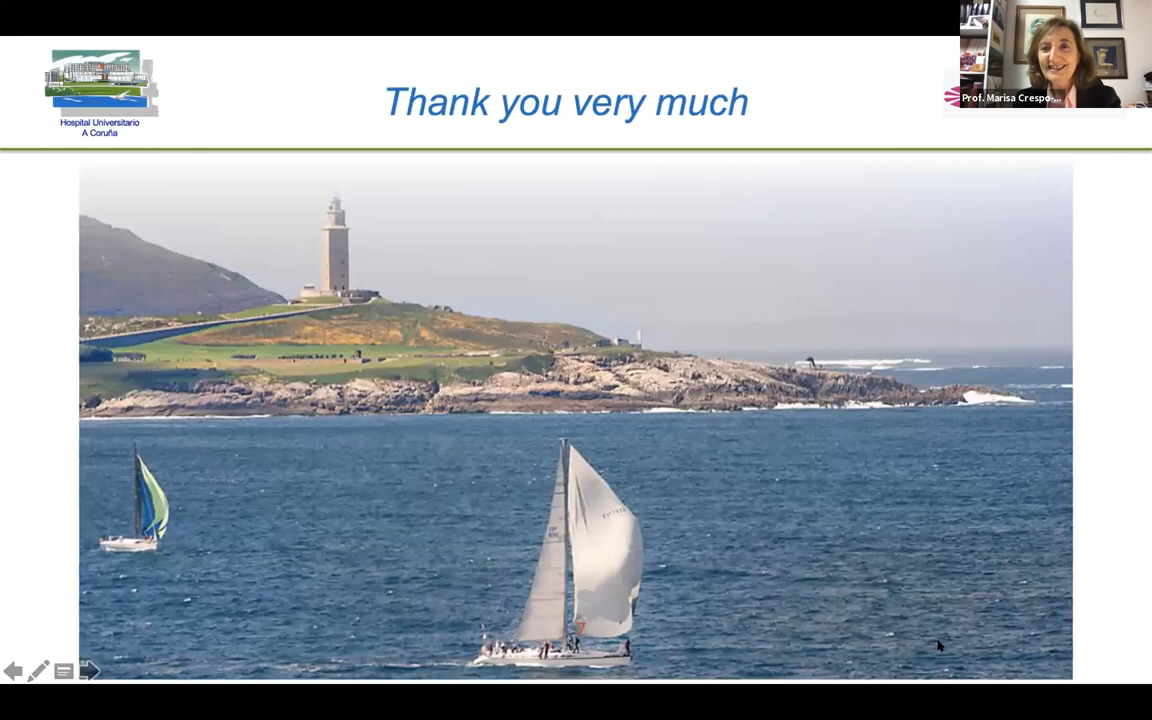 Thank you very much
Prof. Marisa Crespo-...
Hospital Universitario
A Coruña